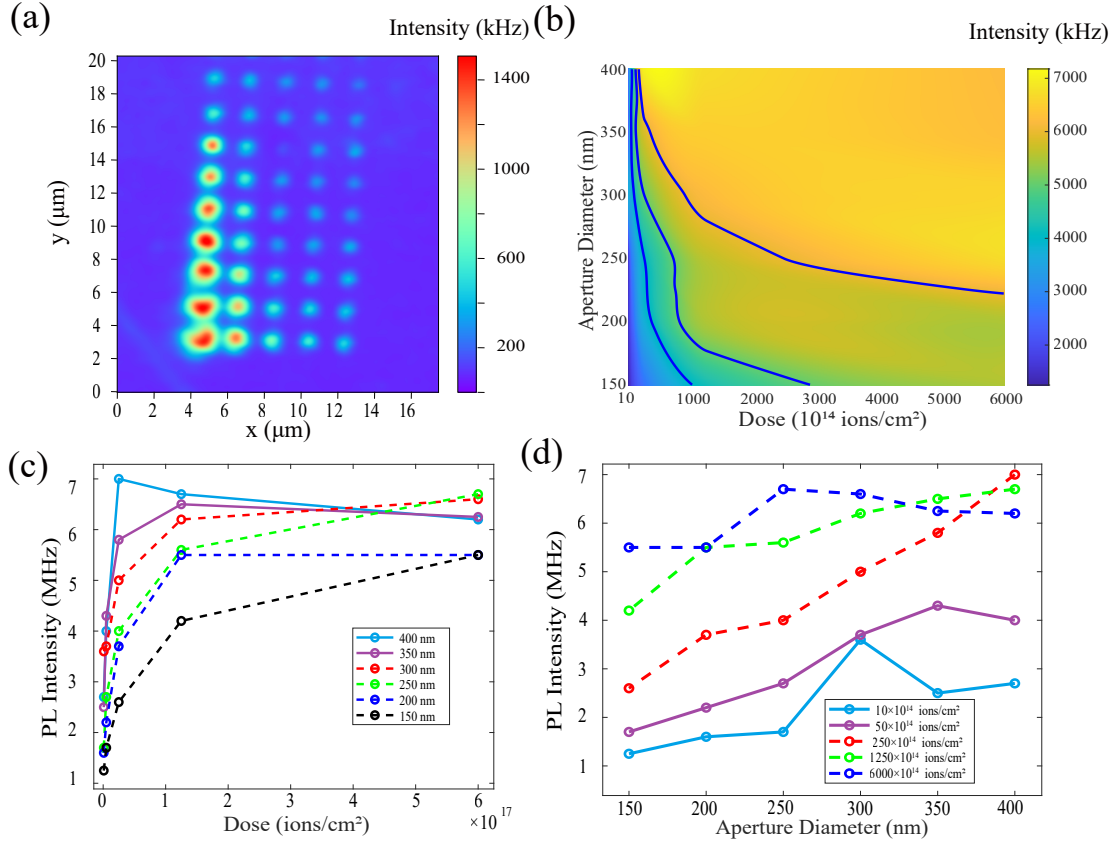 (a)
Intensity (kHz)
20
18
16
14
12
10
8
6
4
2
0
y (μm)
0 2 4 6 8 10 12 14 16
x (μm)
1400
1000
600
200
(b)
Intensity (kHz)
400
350
300
250
200
150
Aperture Diameter (nm)
10 1000 2000 3000 4000 5000 6000
Dose (10¹⁴ ions/cm²)
7000
6000
5000
4000
3000
2000
(c)
7
6
5
4
3
2
1
PL Intensity (MHz)
400 nm
350 nm
300 nm
250 nm
200 nm
150 nm
0 1 2 3 4 5 6
Dose (ions/cm²)
× 10¹⁷
(d)
7
6
5
4
3
2
1
PL Intensity (MHz)
10×10¹⁴ ions/cm²
50×10¹⁴ ions/cm²
250×10¹⁴ ions/cm²
1250×10¹⁴ ions/cm²
6000×10¹⁴ ions/cm²
150 200 250 300 350 400
Aperture Diameter (nm)